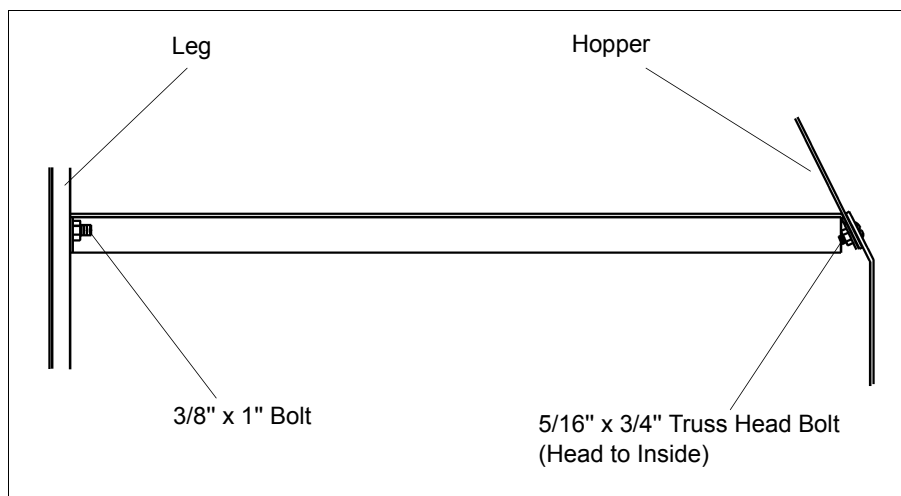 Leg
Hopper
3/8" x 1" Bolt
5/16" x 3/4" Truss Head Bolt
(Head to Inside)